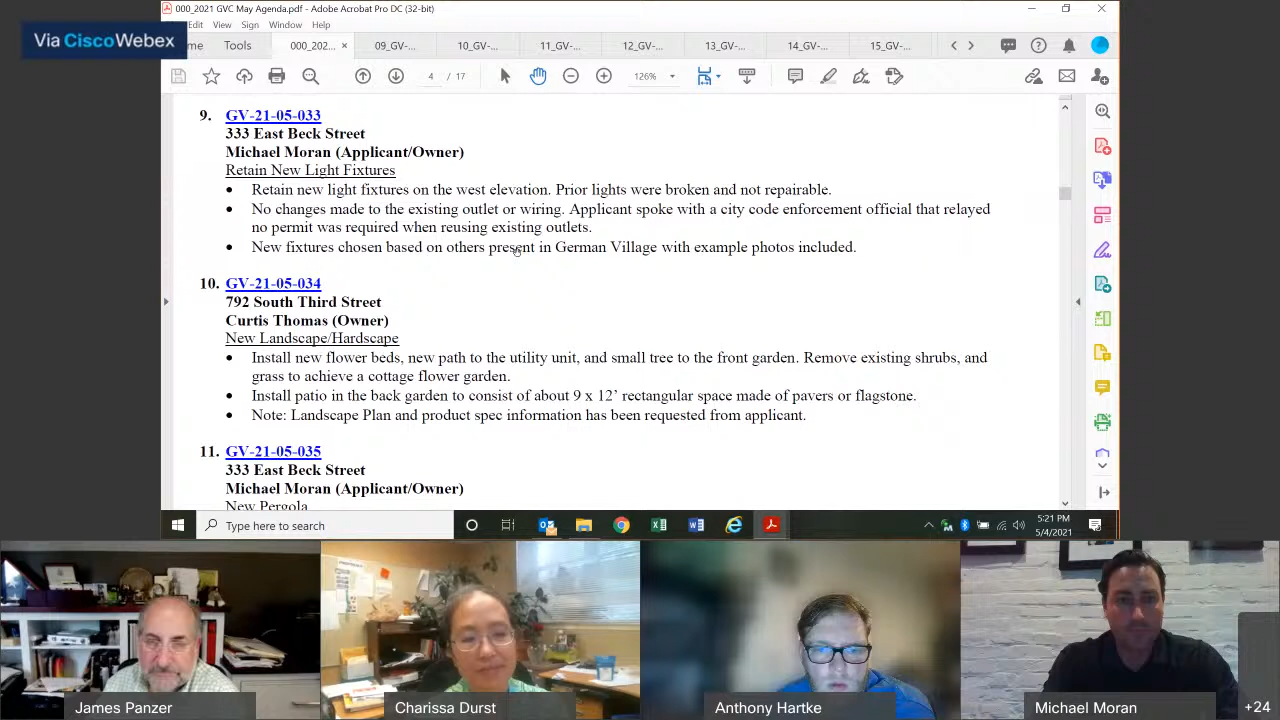 000_2021 GVC May Agenda.pdf - Adobe Acrobat Pro DC (32-bit)
Via CiscoWebex
Edit View Sign Window Help
me Tools 000_202... × 09_GV-... 10_GV-... 11_GV-... 12_GV-... 13_GV-... 14_GV-... 15_GV-...
4 / 17 126%
9. GV-21-05-033
333 East Beck Street
Michael Moran (Applicant/Owner)
Retain New Light Fixtures
• Retain new light fixtures on the west elevation. Prior lights were broken and not repairable.
• No changes made to the existing outlet or wiring. Applicant spoke with a city code enforcement official that relayed
no permit was required when reusing existing outlets.
• New fixtures chosen based on others present in German Village with example photos included.
10. GV-21-05-034
792 South Third Street
Curtis Thomas (Owner)
New Landscape/Hardscape
• Install new flower beds, new path to the utility unit, and small tree to the front garden. Remove existing shrubs, and
grass to achieve a cottage flower garden.
• Install patio in the back garden to consist of about 9 x 12’ rectangular space made of pavers or flagstone.
• Note: Landscape Plan and product spec information has been requested from applicant.
11. GV-21-05-035
333 East Beck Street
Michael Moran (Applicant/Owner)
New Pergola
Type here to search
5:21 PM
5/4/2021
James Panzer Charissa Durst Anthony Hartke Michael Moran +24